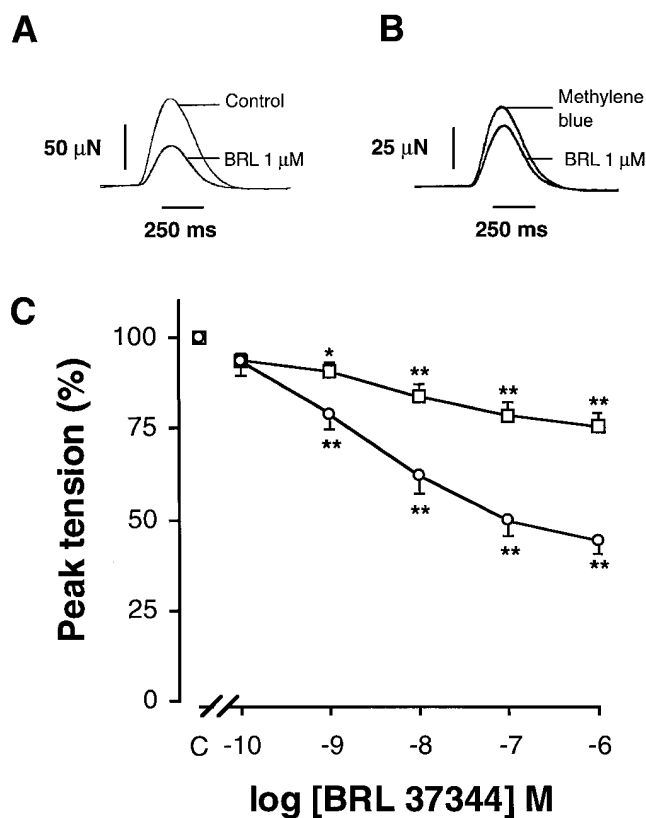 A
Control
50 μN
BRL 1 μM
250 ms
B
Methylene
blue
25 μN
BRL 1 μM
250 ms
C
Peak tension (%)
100
75
50
25
0
*
**
**
**
**
**
**
**
C -10 -9 -8 -7 -6
log [BRL 37344] M